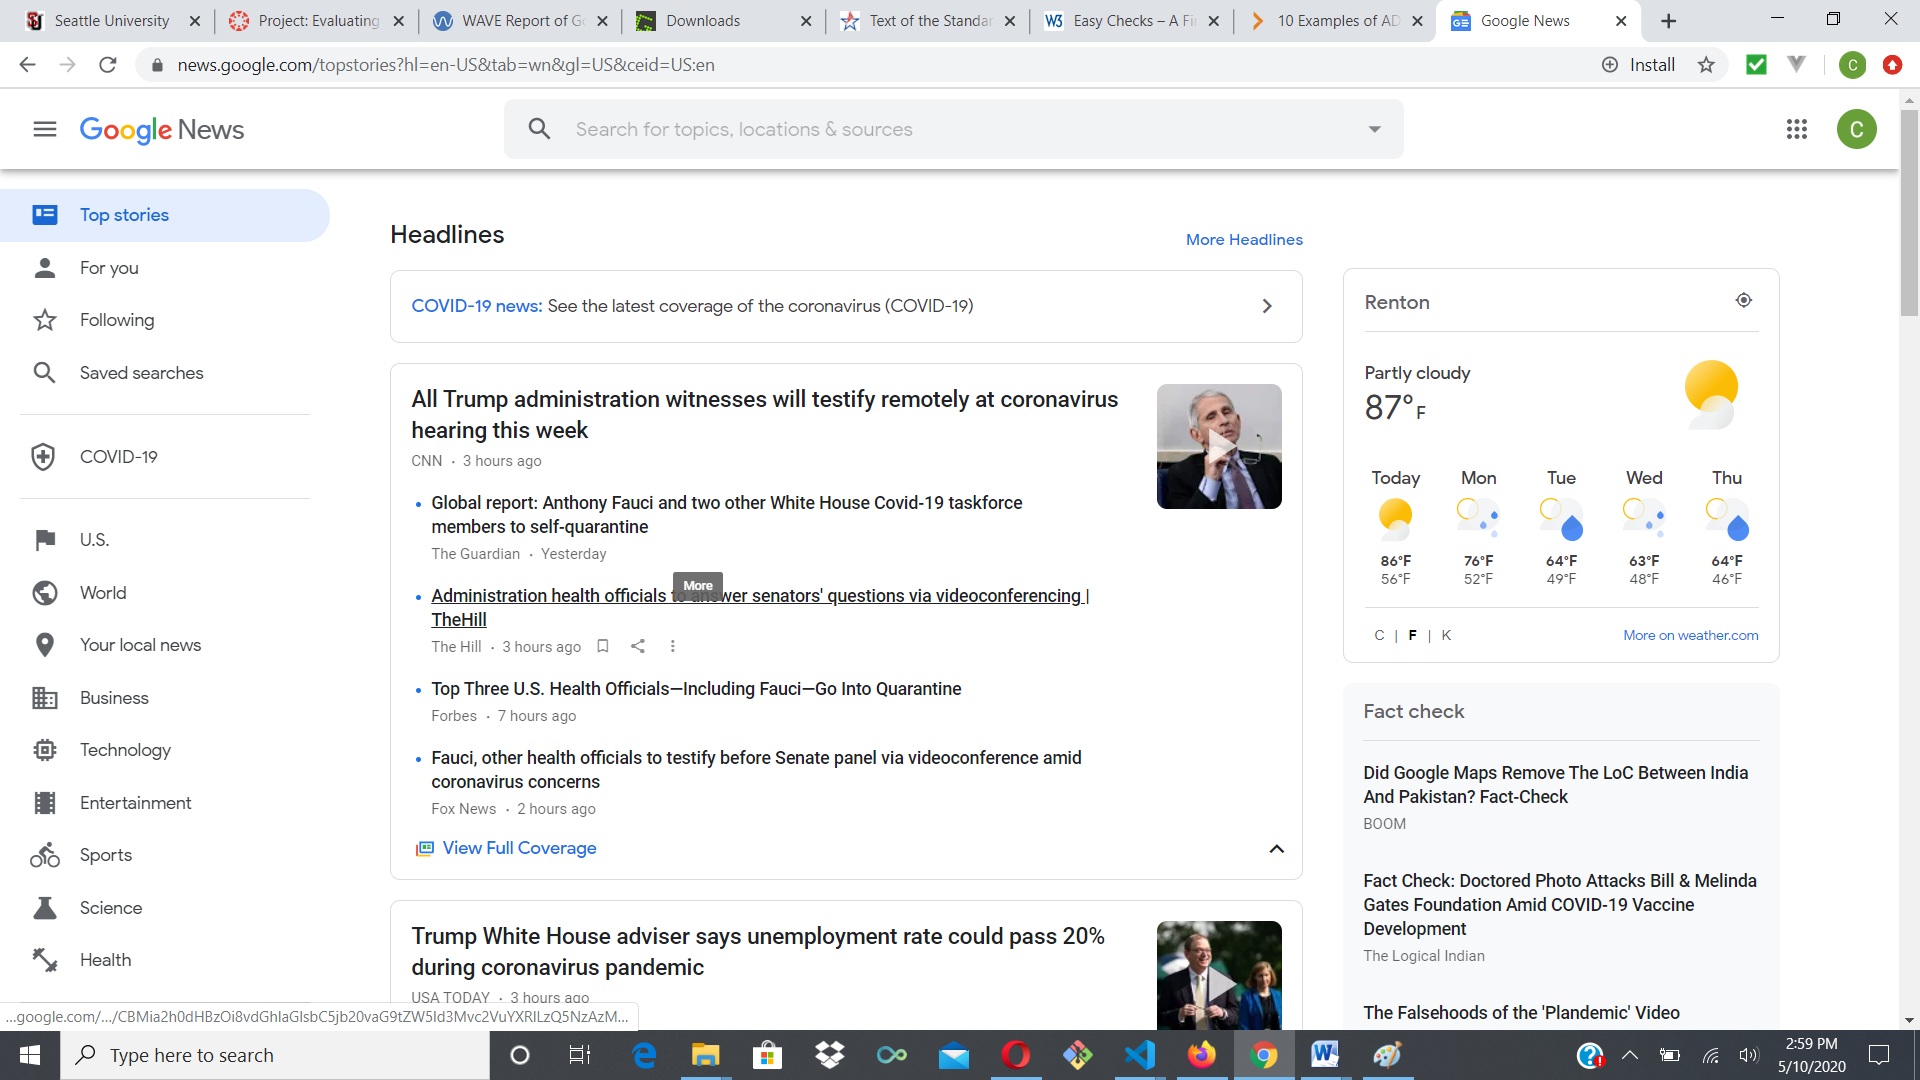 Seattle University
Project: Evaluating
WAVE Report of Go
Downloads
Text of the Standar
Easy Checks – A Fir
10 Examples of AD
Google News
news.google.com/topstories?hl=en-US&tab=wn&gl=US&ceid=US:en
Install
C
Google News
Search for topics, locations & sources
C
Top stories
For you
Following
Saved searches
COVID-19
U.S.
World
Your local news
Business
Technology
Entertainment
Sports
Science
Health
Headlines
More Headlines
COVID-19 news: See the latest coverage of the coronavirus (COVID-19)
All Trump administration witnesses will testify remotely at coronavirus
hearing this week
CNN • 3 hours ago
Global report: Anthony Fauci and two other White House Covid-19 taskforce
members to self-quarantine
The Guardian • Yesterday
More
Administration health officials to answer senators' questions via videoconferencing |
TheHill
The Hill • 3 hours ago
Top Three U.S. Health Officials—Including Fauci—Go Into Quarantine
Forbes • 7 hours ago
Fauci, other health officials to testify before Senate panel via videoconference amid
coronavirus concerns
Fox News • 2 hours ago
View Full Coverage
Trump White House adviser says unemployment rate could pass 20%
during coronavirus pandemic
USA TODAY • 3 hours ago
Renton
Partly cloudy
87°F
Today Mon Tue Wed Thu
86°F 76°F 64°F 63°F 64°F
56°F 52°F 49°F 48°F 46°F
C | F | K
More on weather.com
Fact check
Did Google Maps Remove The LoC Between India
And Pakistan? Fact-Check
BOOM
Fact Check: Doctored Photo Attacks Bill & Melinda
Gates Foundation Amid COVID-19 Vaccine
Development
The Logical Indian
The Falsehoods of the 'Plandemic' Video
Type here to search
2:59 PM
5/10/2020